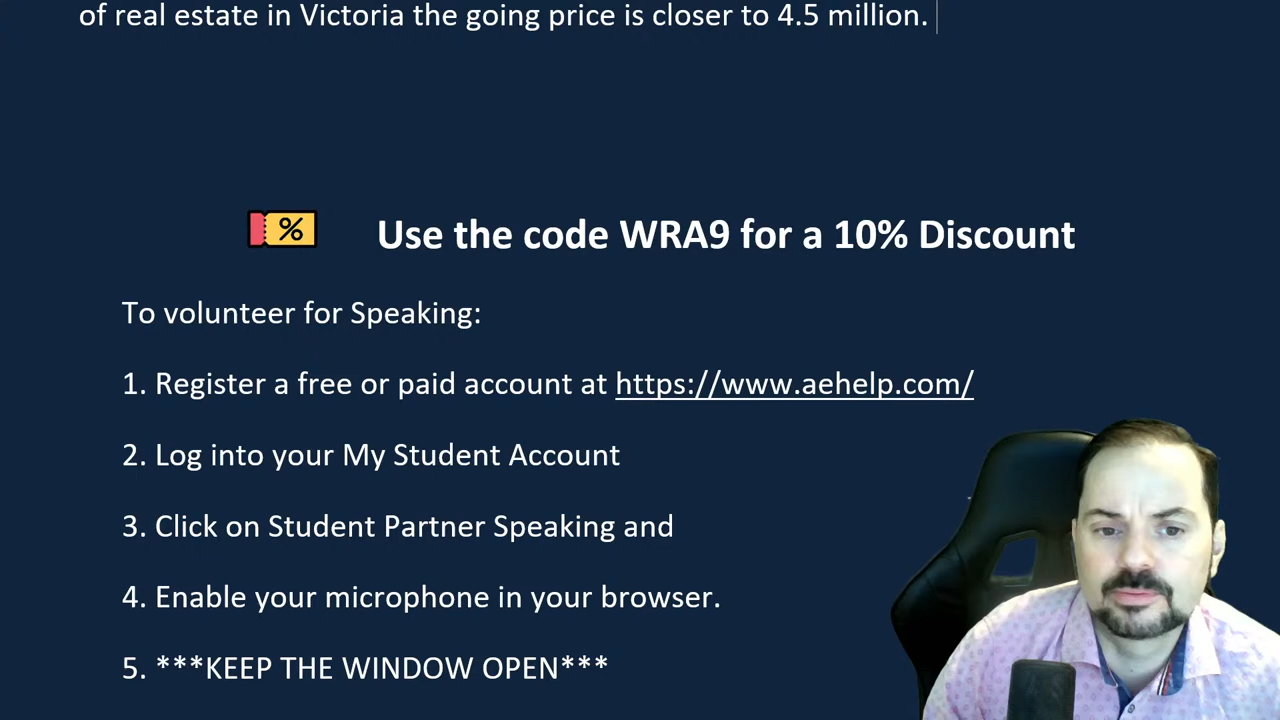 of real estate in Victoria the going price is closer to 4.5 million.
%
Use the code WRA9 for a 10% Discount
To volunteer for Speaking:
1. Register a free or paid account at https://www.aehelp.com/
2. Log into your My Student Account
3. Click on Student Partner Speaking and
4. Enable your microphone in your browser.
5. ***KEEP THE WINDOW OPEN***